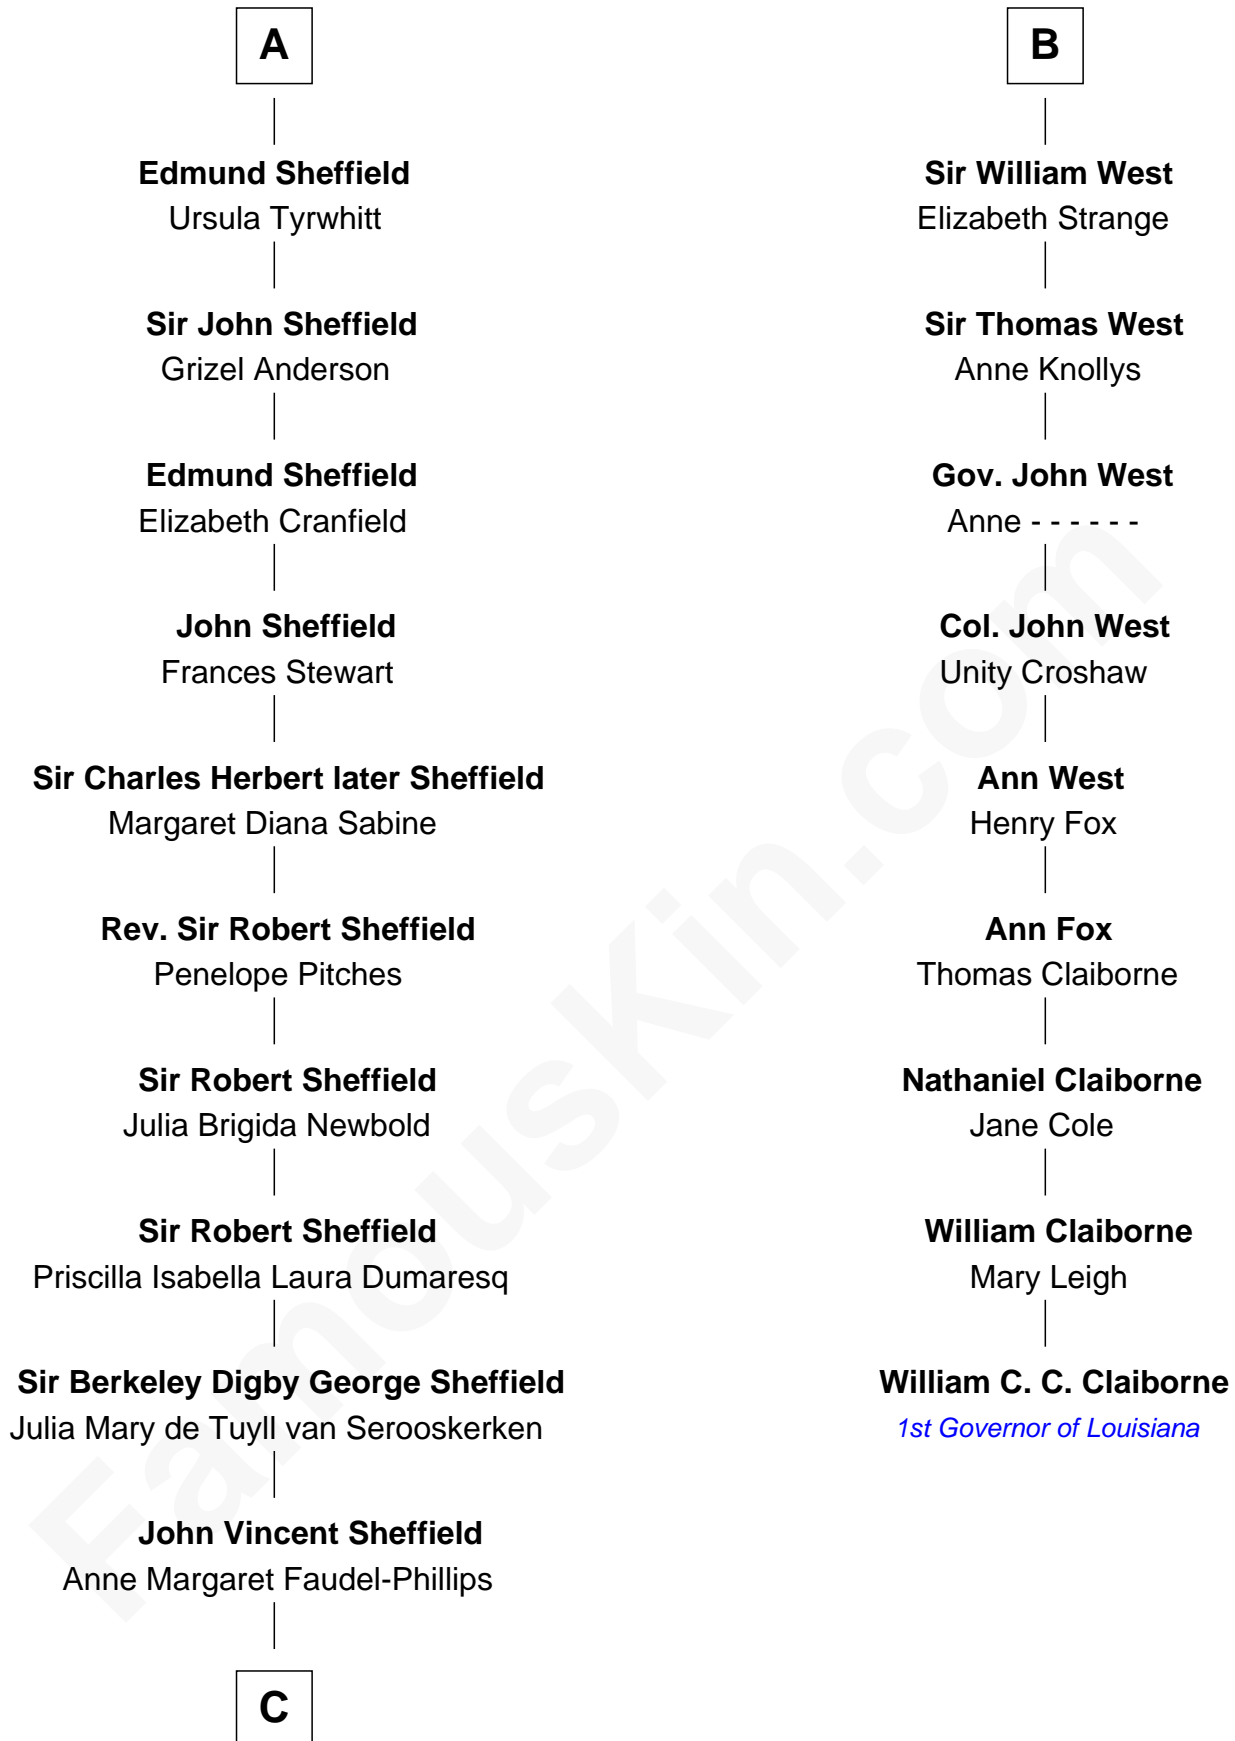 A
Edmund Sheffield
Ursula Tyrwhitt
Sir John Sheffield
Grizel Anderson
Edmund Sheffield
Elizabeth Cranfield
John Sheffield
Frances Stewart
Sir Charles Herbert later Sheffield
Margaret Diana Sabine
Rev. Sir Robert Sheffield
Penelope Pitches
Sir Robert Sheffield
Julia Brigida Newbold
Sir Robert Sheffield
Priscilla Isabella Laura Dumaresq
Sir Berkeley Digby George Sheffield
Julia Mary de Tuyll van Serooskerken
John Vincent Sheffield
Anne Margaret Faudel-Phillips
C
B
Sir William West
Elizabeth Strange
Sir Thomas West
Anne Knollys
Gov. John West
Anne - - - - - -
Col. John West
Unity Croshaw
Ann West
Henry Fox
Ann Fox
Thomas Claiborne
Nathaniel Claiborne
Jane Cole
William Claiborne
Mary Leigh
William C. C. Claiborne
1st Governor of Louisiana
FamousKin.com